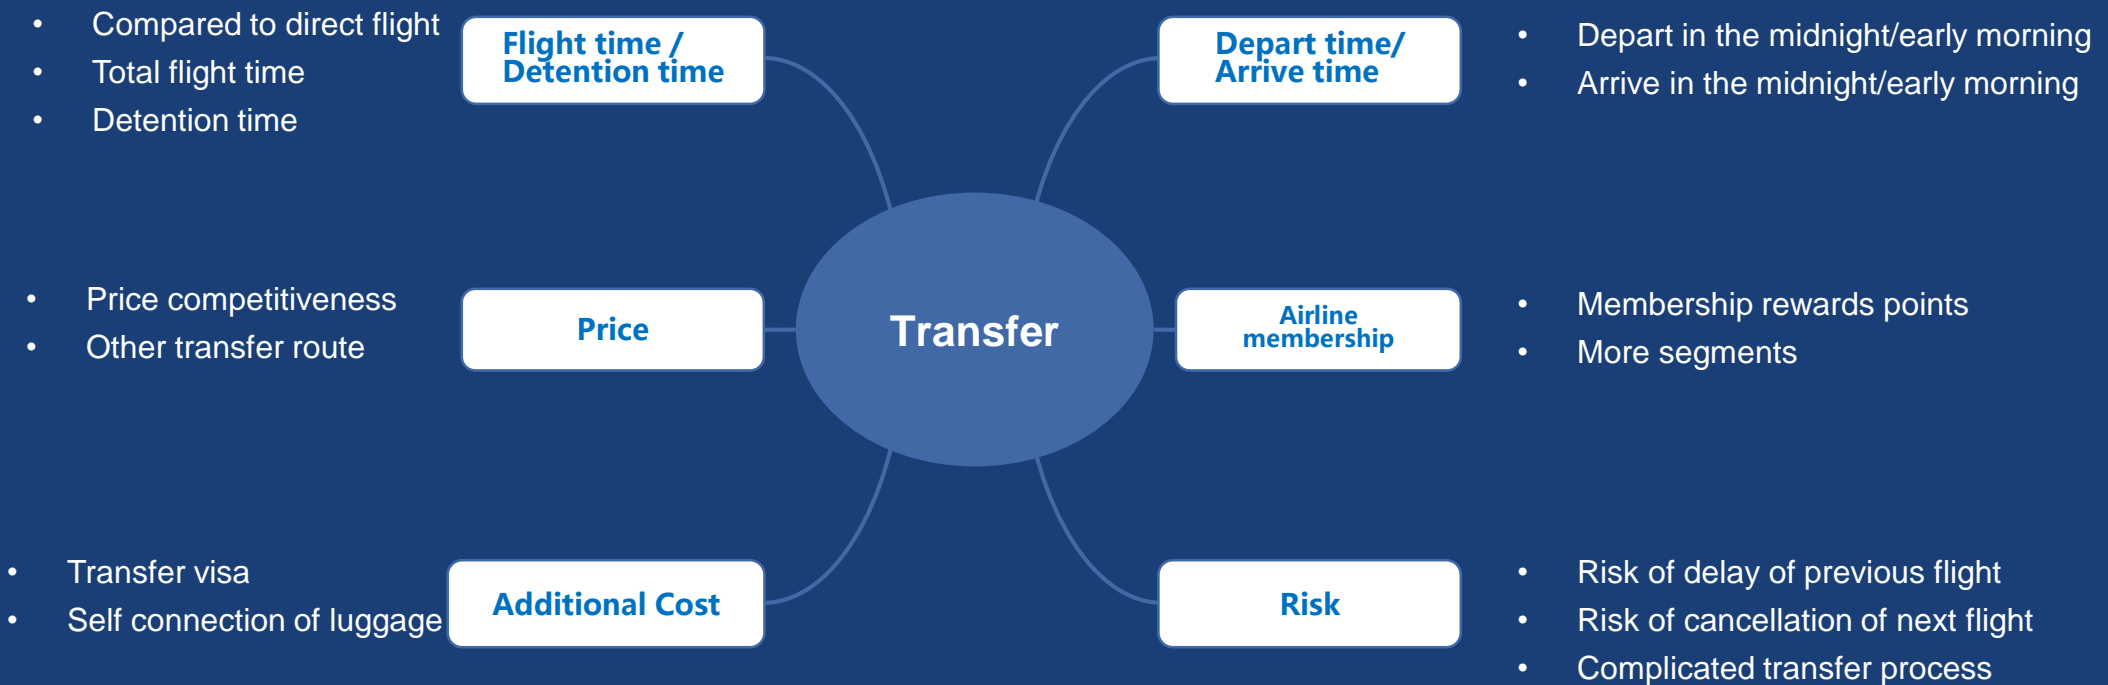 • Compared to direct flight
• Total flight time
• Detention time
Flight time /
Detention time
Depart time/
Arrive time
• Depart in the midnight/early morning
• Arrive in the midnight/early morning
• Price competitiveness
• Other transfer route
Price
Transfer
Airline
membership
• Membership rewards points
• More segments
• Transfer visa
• Self connection of luggage
Additional Cost
Risk
• Risk of delay of previous flight
• Risk of cancellation of next flight
• Complicated transfer process